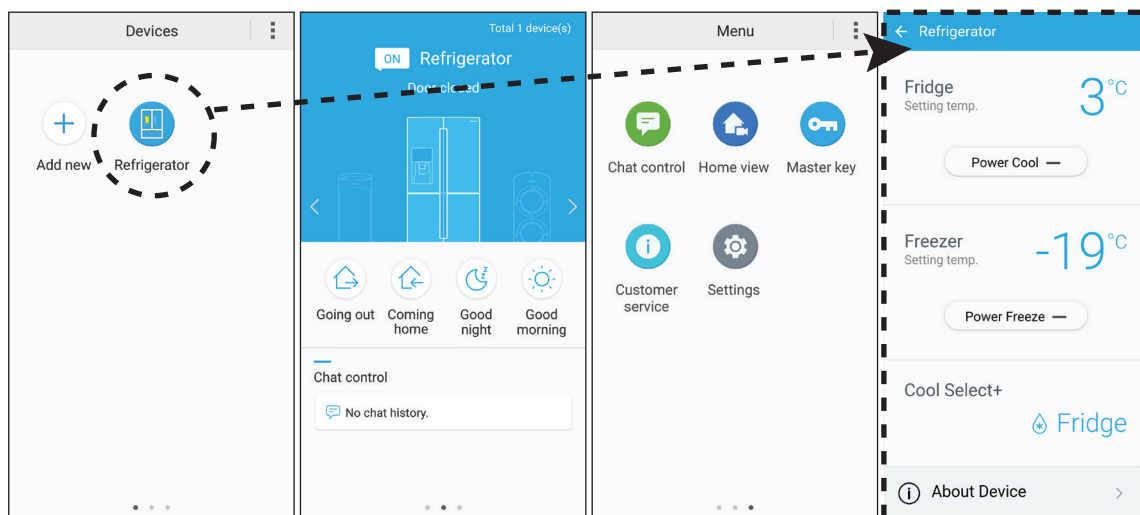 Devices
Add new
Refrigerator
Total 1 device(s)
ON Refrigerator
Door closed
Going out
Coming
home
Good
night
Good
morning
Chat control
No chat history.
Menu
Chat control
Home view
Master key
Customer
service
Settings
Refrigerator
Fridge
Setting temp.
3°C
Power Cool
Freezer
Setting temp.
-19°C
Power Freeze
Cool Select+
Fridge
About Device